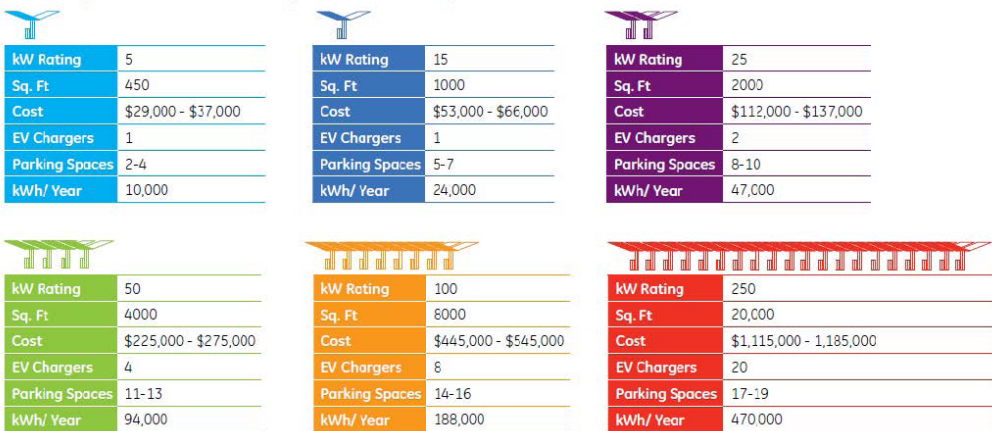 kW Rating 5
Sq. Ft 450
Cost $29,000 - $37,000
EV Chargers 1
Parking Spaces 2-4
kWh/ Year 10,000
kW Rating 15
Sq. Ft 1000
Cost $53,000 - $66,000
EV Chargers 1
Parking Spaces 5-7
kWh/ Year 24,000
kW Rating 25
Sq. Ft 2000
Cost $112,000 - $137,000
EV Chargers 2
Parking Spaces 8-10
kWh/ Year 47,000
kW Rating 50
Sq. Ft 4000
Cost $225,000 - $275,000
EV Chargers 4
Parking Spaces 11-13
kWh/ Year 94,000
kW Rating 100
Sq. Ft 8000
Cost $445,000 - $545,000
EV Chargers 8
Parking Spaces 14-16
kWh/ Year 188,000
kW Rating 250
Sq. Ft 20,000
Cost $1,115,000 - 1,185,000
EV Chargers 20
Parking Spaces 17-19
kWh/ Year 470,000